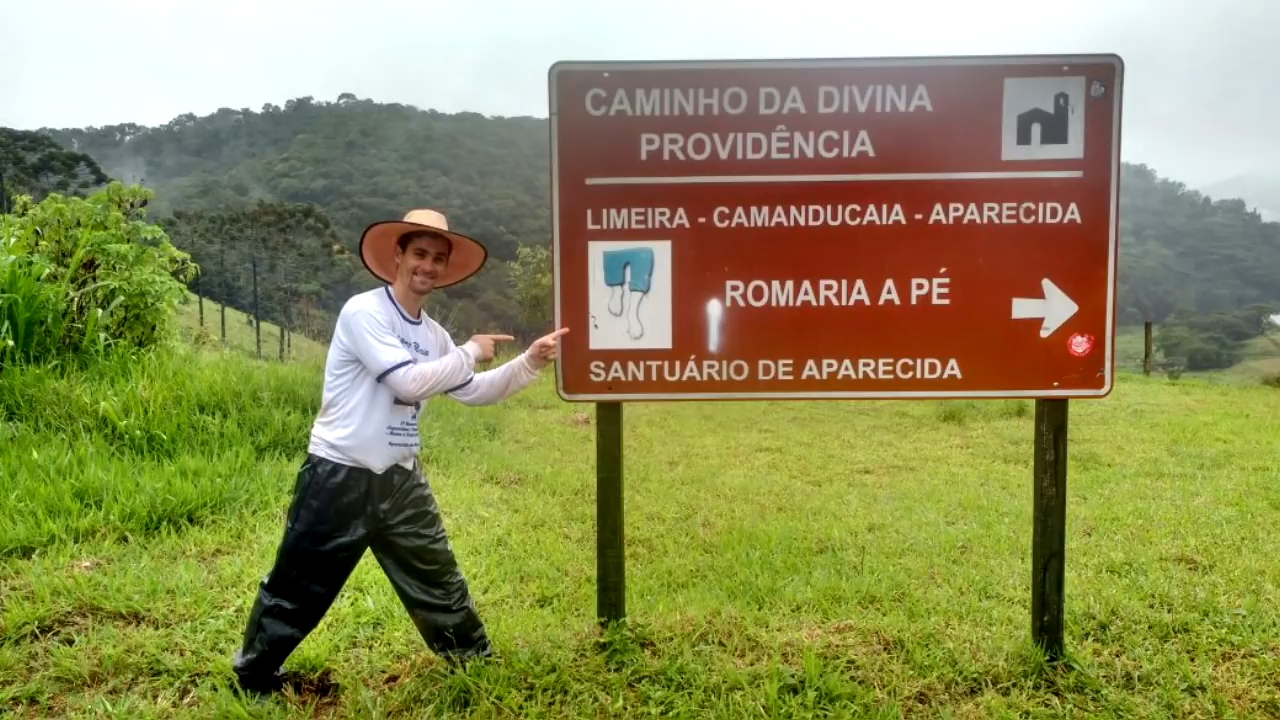 CAMINHO DA DIVINA
PROVIDÊNCIA
LIMEIRA - CAMANDUCAIA - APARECIDA
ROMARIA A PÉ
SANTUÁRIO DE APARECIDA